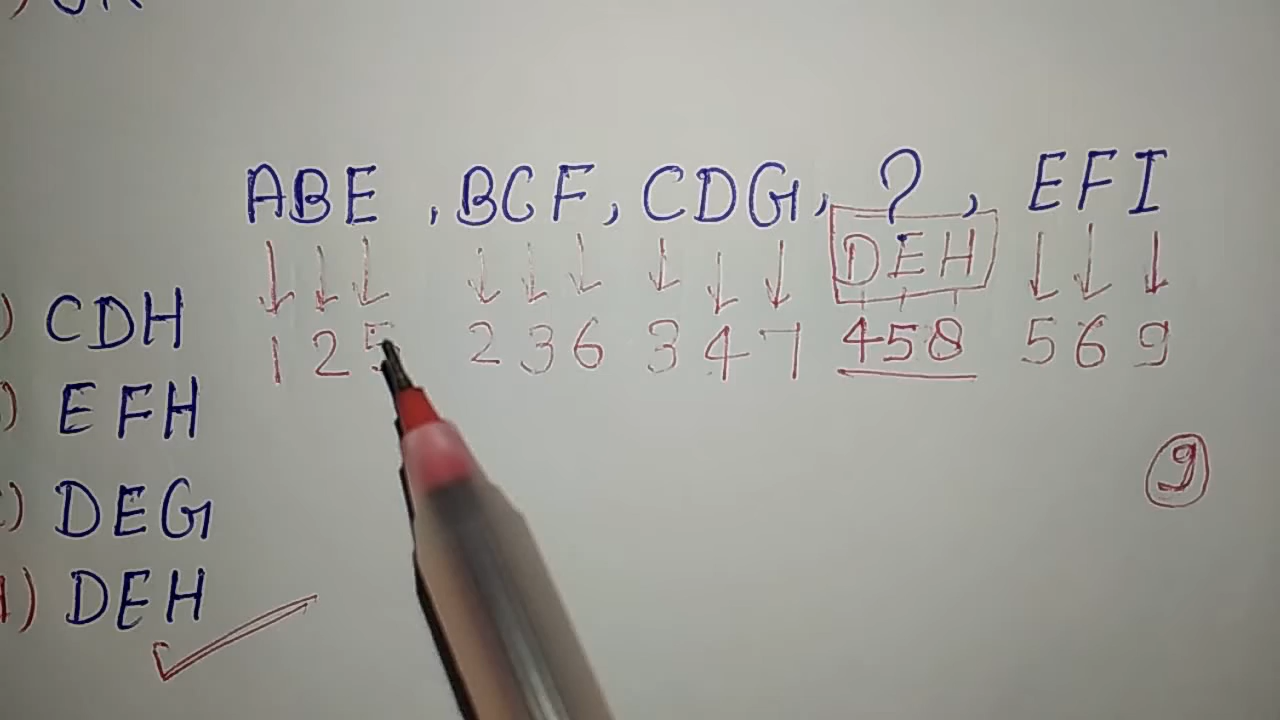 ABE , BCF , CDG , ? , EFI
DEH
1 2 5 2 3 6 3 4 7 4 5 8 5 6 9
9
) CDH
) EFH
) DEG
) DEH